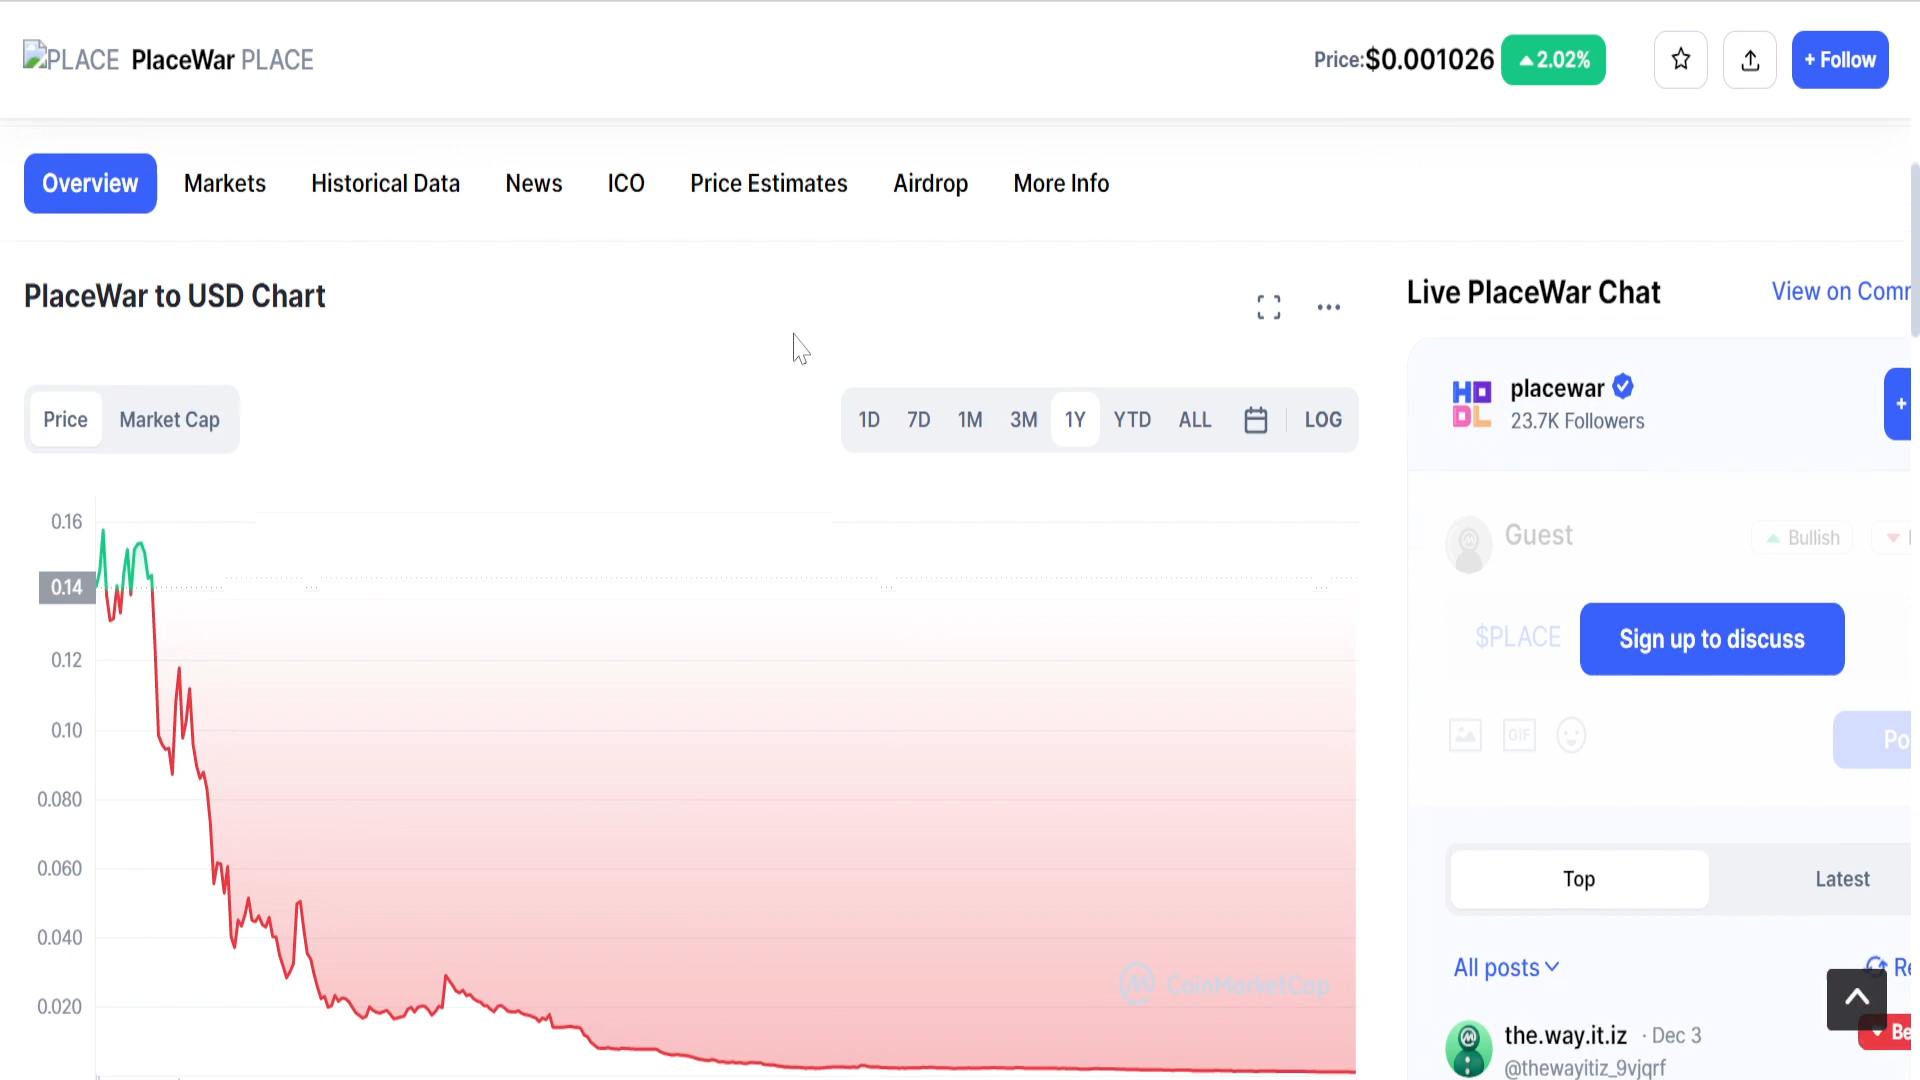 PLACE PlaceWar PLACE
Price:$0.001026 2.02% + Follow
Overview Markets Historical Data News ICO Price Estimates Airdrop More Info
PlaceWar to USD Chart
Price Market Cap
1D 7D 1M 3M 1Y YTD ALL LOG
0.16
0.14
0.12
0.10
0.080
0.060
0.040
0.020
CoinMarketCap
Live PlaceWar Chat View on
HODL
placewar
23.7K Followers
+
Guest Bullish
$PLACE Sign up to discuss
GIF
Top Latest
All posts
the.way.it.iz · Dec 3
@thewayitiz_9vjqrf